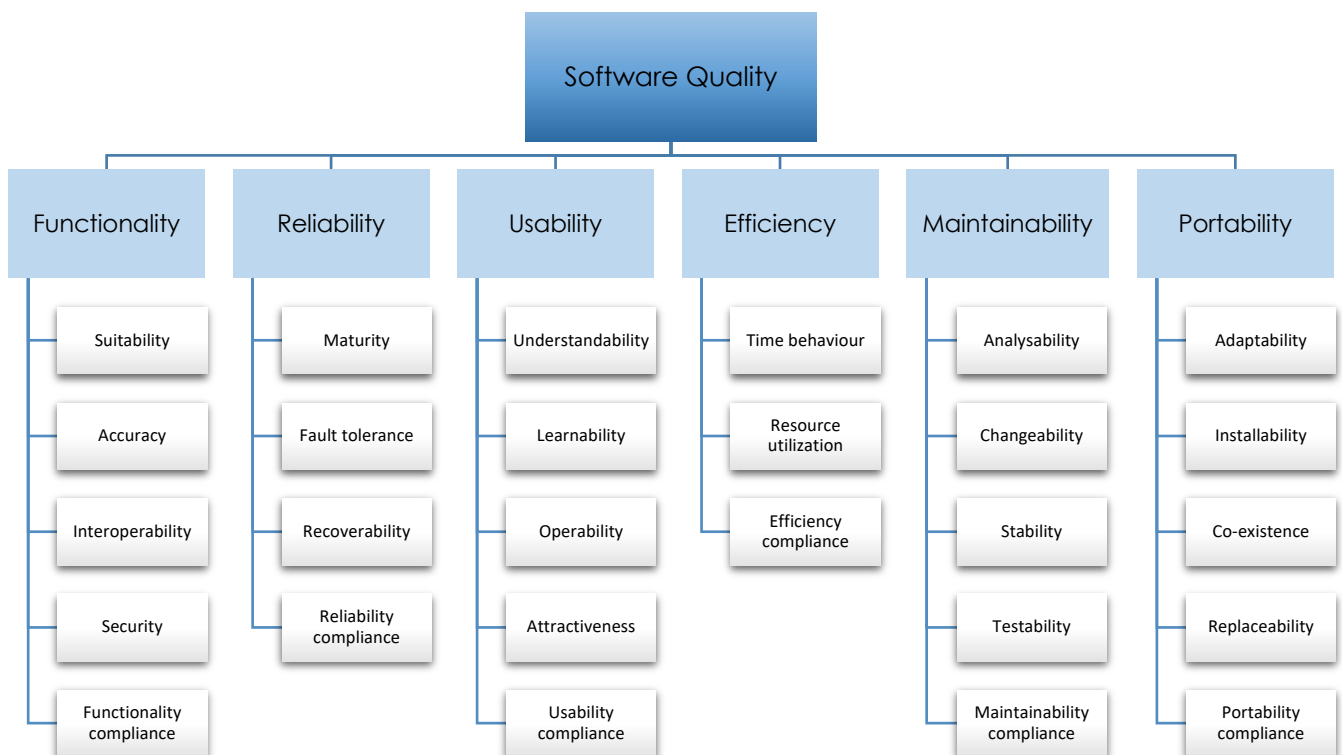 Software Quality
Functionality
Suitability
Accuracy
Interoperability
Security
Functionality
compliance
Reliability
Maturity
Fault tolerance
Recoverability
Reliability
compliance
Usability
Understandability
Learnability
Operability
Attractiveness
Usability
compliance
Efficiency
Time behaviour
Resource
utilization
Efficiency
compliance
Maintainability
Analysability
Changeability
Stability
Testability
Maintainability
compliance
Portability
Adaptability
Installability
Co-existence
Replaceability
Portability
compliance